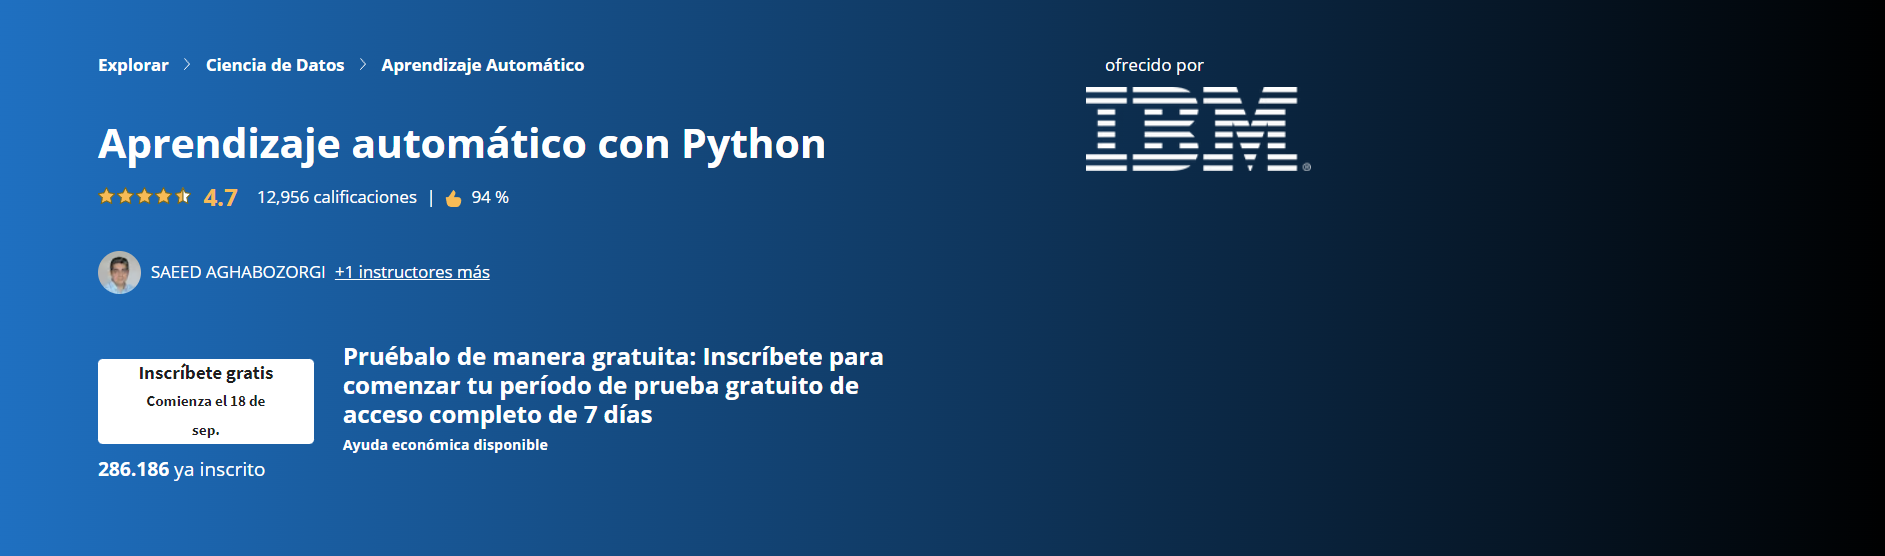 Explorar > Ciencia de Datos > Aprendizaje Automático
ofrecido por
IBM®
Aprendizaje automático con Python
4.7 12,956 calificaciones | 94 %
SAEED AGHABOZORGI +1 instructores más
Inscríbete gratis
Comienza el 18 de
sep.
286.186 ya inscrito
Pruébalo de manera gratuita: Inscríbete para
comenzar tu período de prueba gratuito de
acceso completo de 7 días
Ayuda económica disponible